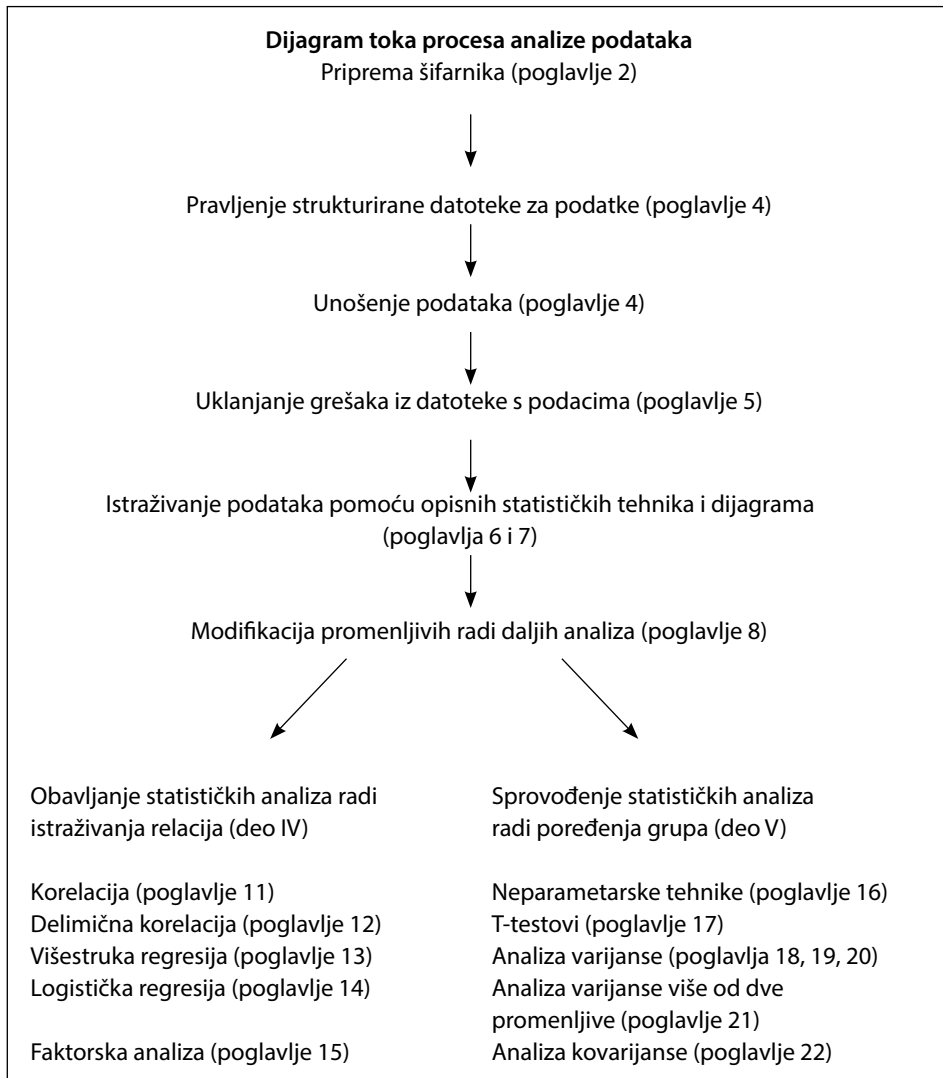 Dijagram toka procesa analize podataka
Priprema šifarnika (poglavlje 2)
Pravljenje strukturirane datoteke za podatke (poglavlje 4)
Unošenje podataka (poglavlje 4)
Uklanjanje grešaka iz datoteke s podacima (poglavlje 5)
Istraživanje podataka pomoću opisnih statističkih tehnika i dijagrama
(poglavlja 6 i 7)
Modifikacija promenljivih radi daljih analiza (poglavlje 8)
Obavljanje statističkih analiza radi
istraživanja relacija (deo IV)
Korelacija (poglavlje 11)
Delimična korelacija (poglavlje 12)
Višestruka regresija (poglavlje 13)
Logistička regresija (poglavlje 14)
Faktorska analiza (poglavlje 15)
Sprovođenje statističkih analiza
radi poređenja grupa (deo V)
Neparametarske tehnike (poglavlje 16)
T-testovi (poglavlje 17)
Analiza varijanse (poglavlja 18, 19, 20)
Analiza varijanse više od dve
promenljive (poglavlje 21)
Analiza kovarijanse (poglavlje 22)